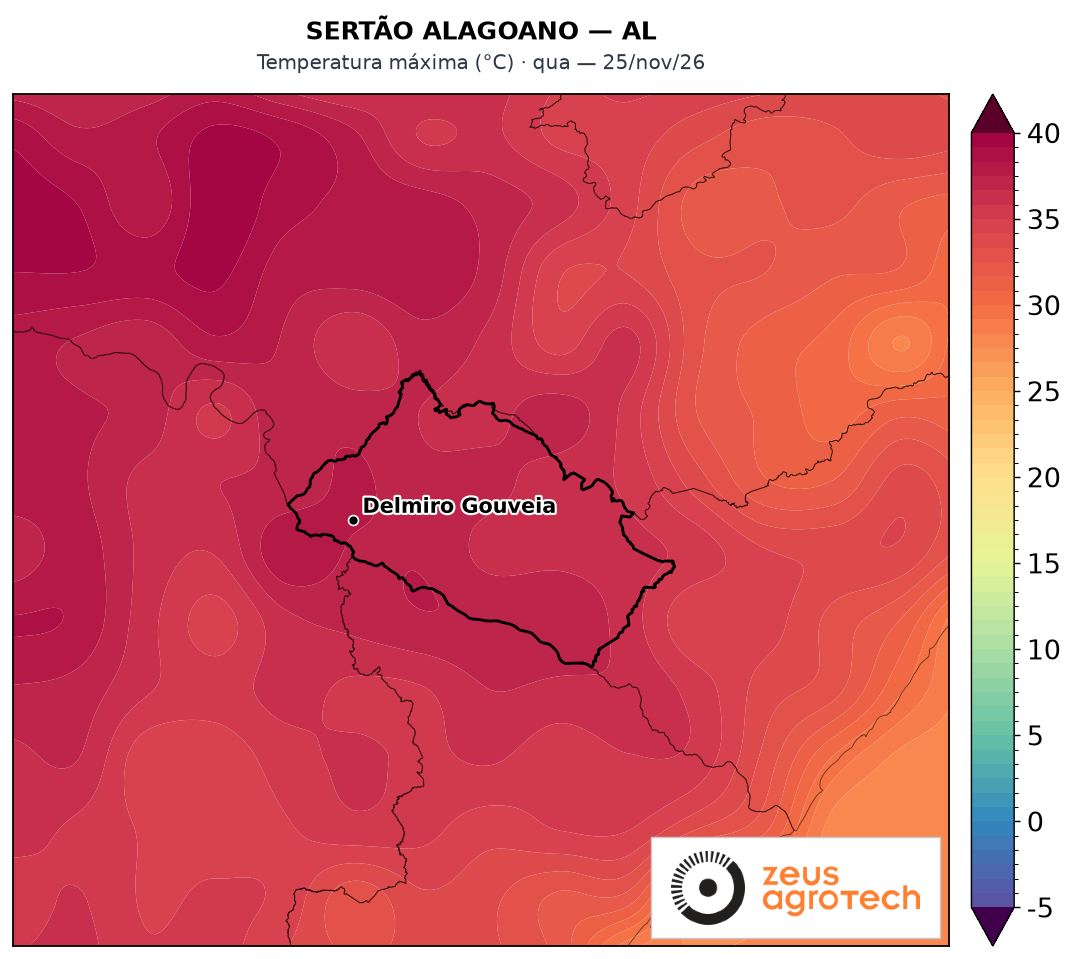 SERTÃO ALAGOANO — AL
Temperatura máxima (°C) · qua — 25/nov/26
40
35
30
25
20
15
10
5
0
-5
Delmiro Gouveia
zeus
agrotech